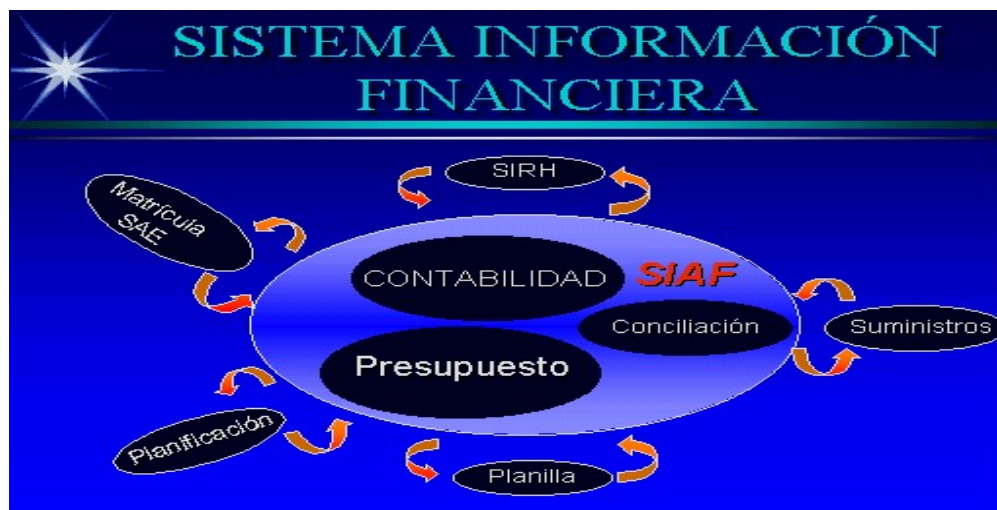 SISTEMA INFORMACIÓN
FINANCIERA
SIRH
Matrícula
SAE
CONTABILIDAD
SIAF
Conciliación
Suministros
Presupuesto
Planificación
Planilla